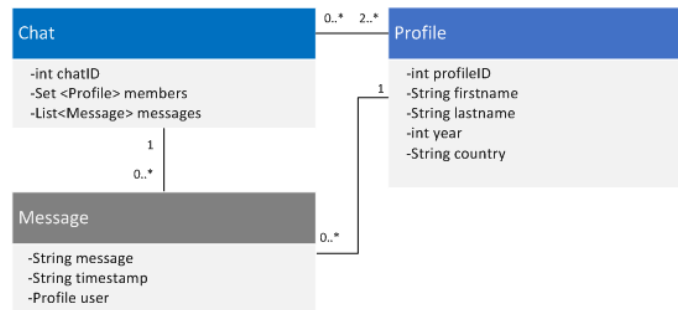 Chat
-int chatID
-Set <Profile> members
-List<Message> messages
0..* 2..*
Profile
-int profileID
-String firstname
-String lastname
-int year
-String country
1
0..*
1
0..*
Message
-String message
-String timestamp
-Profile user